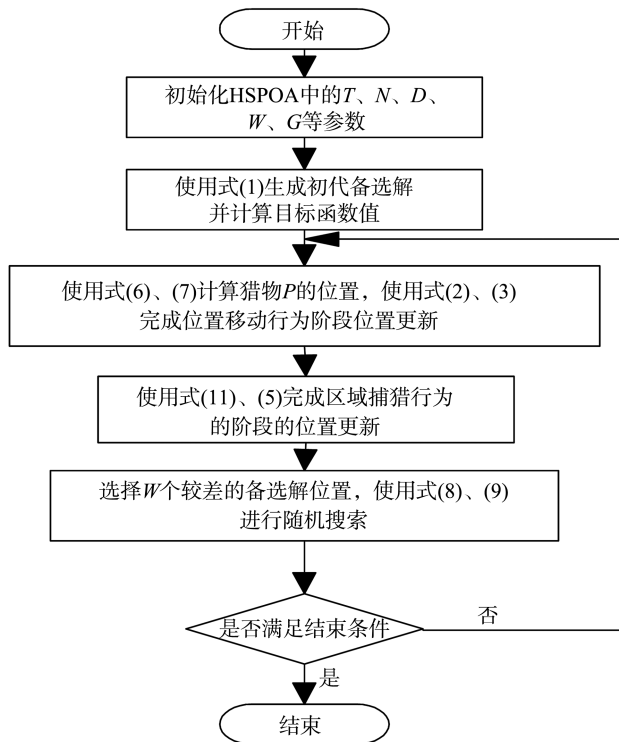 开始
初始化HSPOA中的T、N、D、
W、G等参数
使用式(1)生成初代备选解
并计算目标函数值
使用式(6)、(7)计算猎物P的位置，使用式(2)、(3)
完成位置移动行为阶段位置更新
使用式(11)、(5)完成区域捕猎行为
的阶段的位置更新
选择W个较差的备选解位置，使用式(8)、(9)
进行随机搜索
是否满足结束条件
否
是
结束